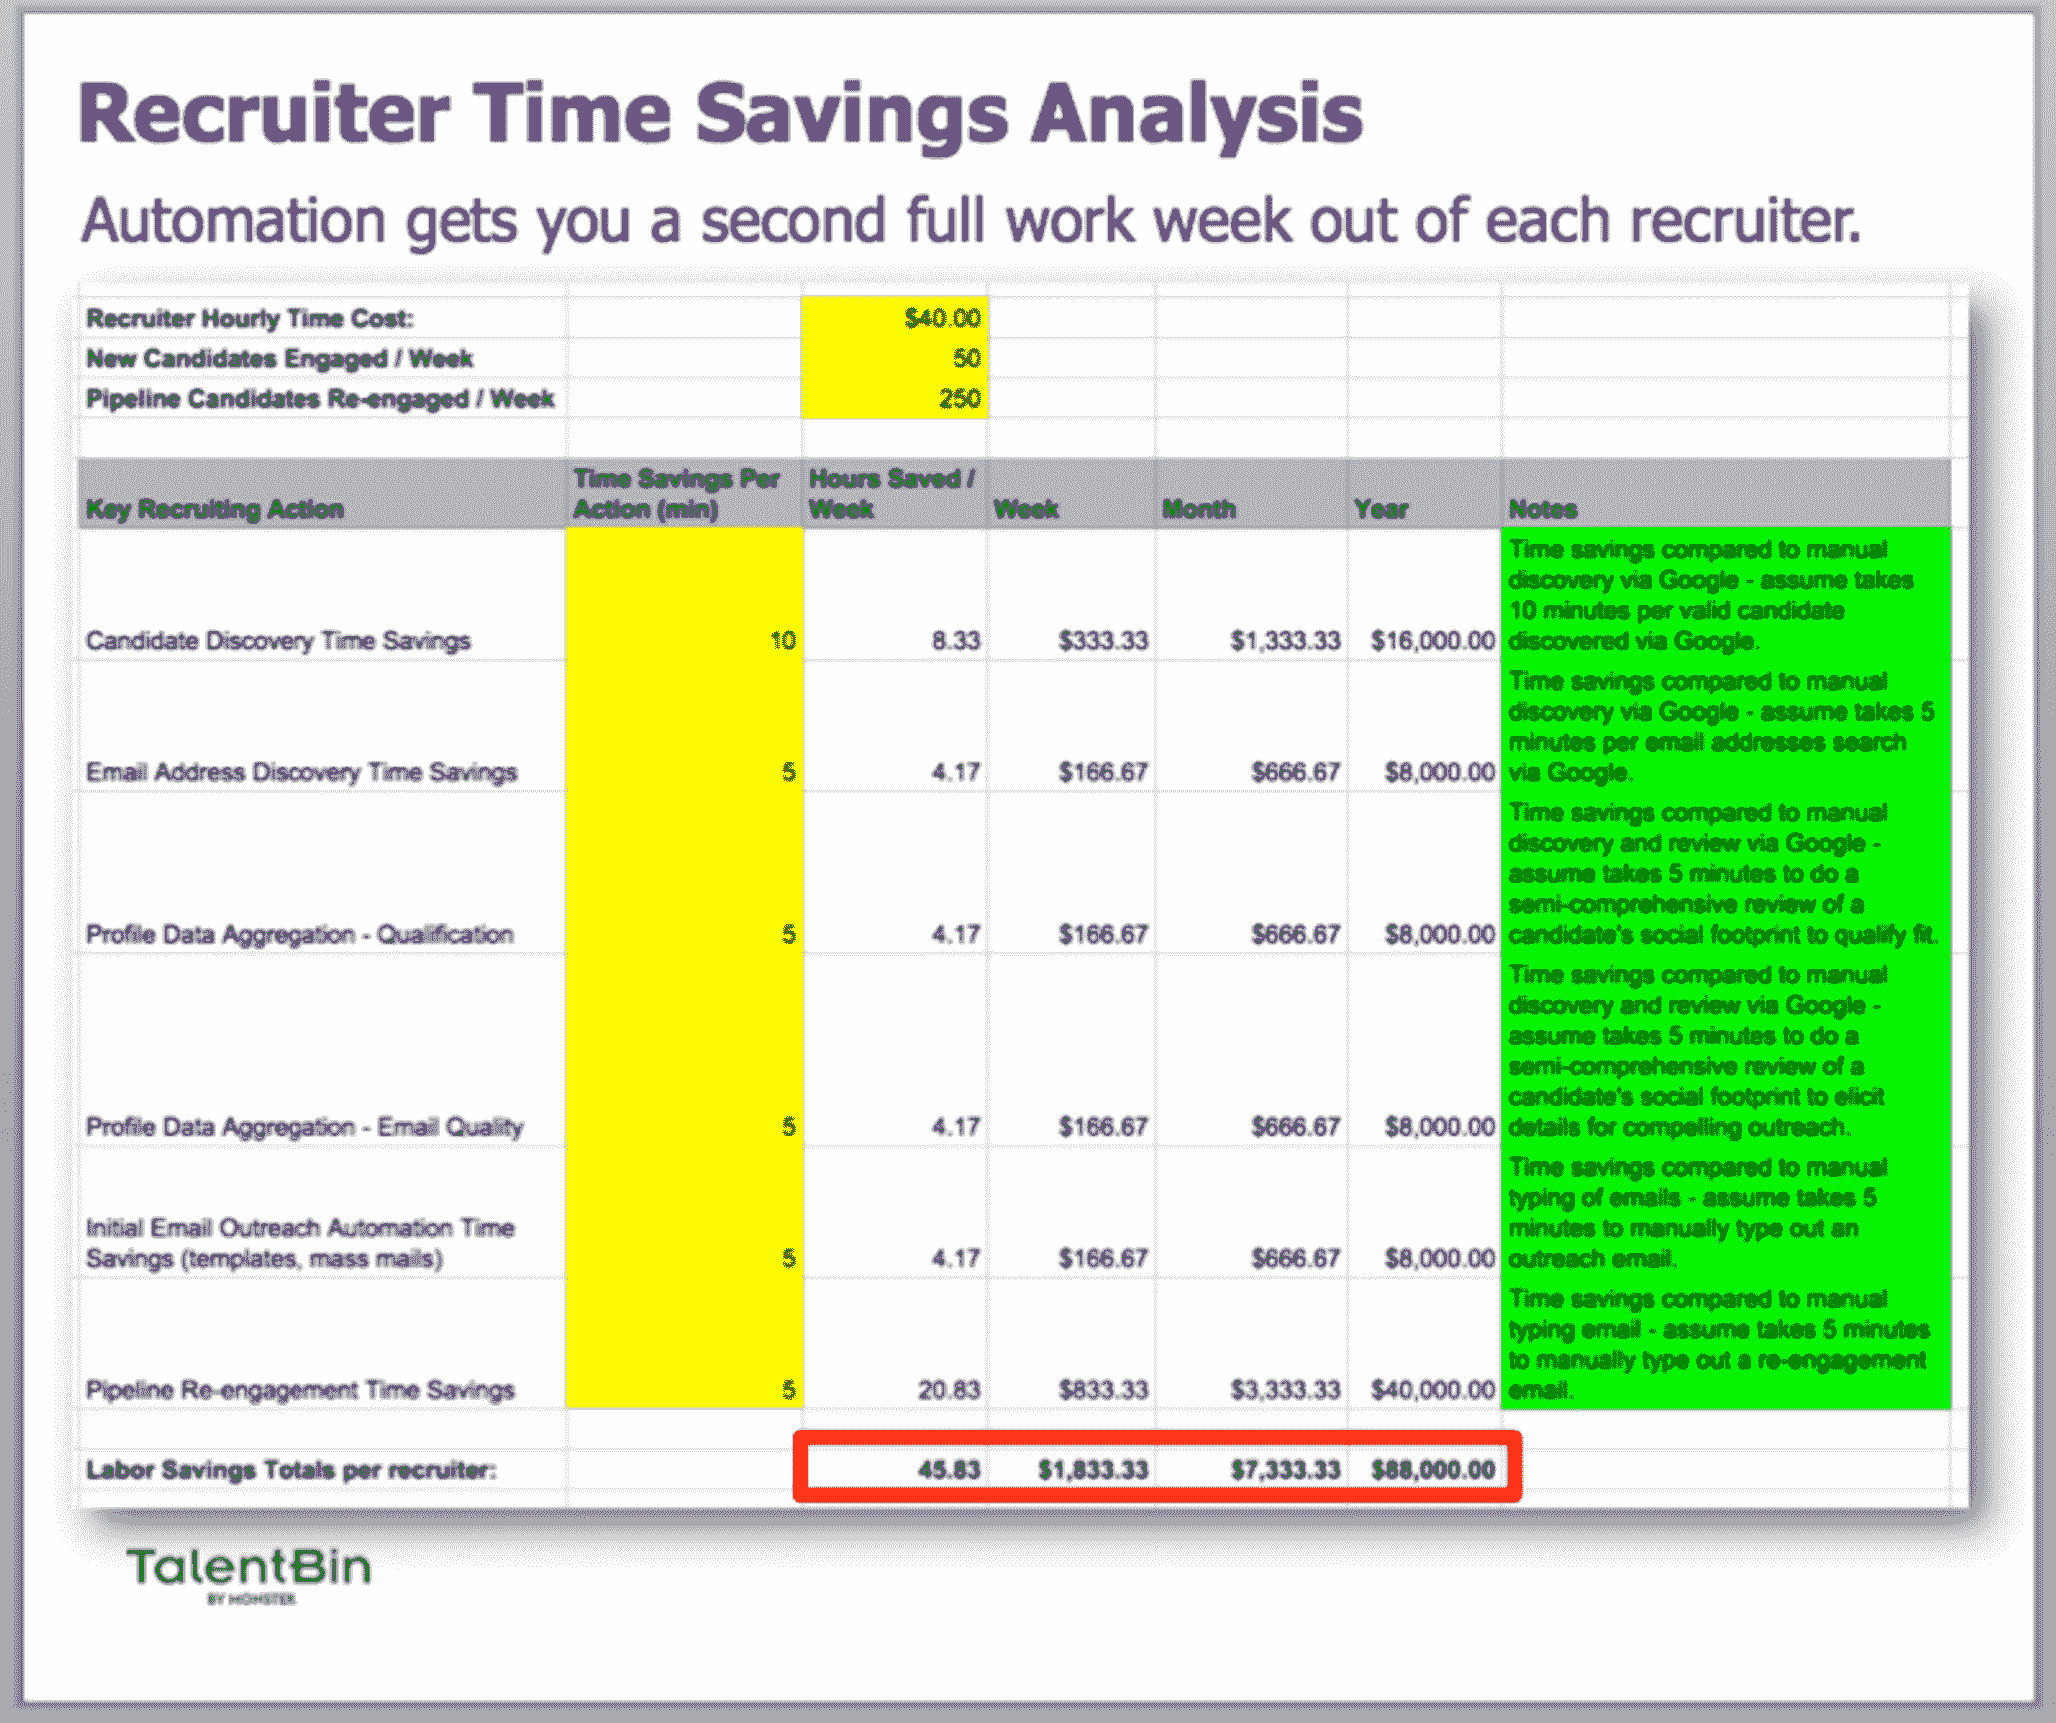 Recruiter Time Savings Analysis
Automation gets you a second full work week out of each recruiter.
Recruiter Hourly Time Cost: $40.00
New Candidates Engaged / Week 50
Pipeline Candidates Re-engaged / Week 250
Time Savings Per Hours Saved /
Key Recruiting Action Action (min) Week Week Month Year Notes
Time savings compared to manual
discovery via Google - assume takes
10 minutes per valid candidate
Candidate Discovery Time Savings 10 8.33 $333.33 $1,333.33 $16,000.00 discovered via Google.
Time savings compared to manual
discovery via Google - assume takes 5
minutes per email addresses search
Email Address Discovery Time Savings 5 4.17 $166.67 $666.67 $8,000.00 via Google.
Time savings compared to manual
discovery and review via Google -
assume takes 5 minutes to do a
semi-comprehensive review of a
Profile Data Aggregation - Qualification 5 4.17 $166.67 $666.67 $8,000.00 candidate's social footprint to qualify fit.
Time savings compared to manual
discovery and review via Google -
assume takes 5 minutes to do a
semi-comprehensive review of a
candidate's social footprint to elicit
Profile Data Aggregation - Email Quality 5 4.17 $166.67 $666.67 $8,000.00 details for compelling outreach.
Time savings compared to manual
typing of emails - assume takes 5
Initial Email Outreach Automation Time minutes to manually type out an
Savings (templates, mass mails) 5 4.17 $166.67 $666.67 $8,000.00 outreach email.
Time savings compared to manual
typing email - assume takes 5 minutes
to manually type out a re-engagement
Pipeline Re-engagement Time Savings 5 20.83 $833.33 $3,333.33 $40,000.00 email.
Labor Savings Totals per recruiter: 45.83 $1,833.33 $7,333.33 $88,000.00
TalentBin
BY MONSTER